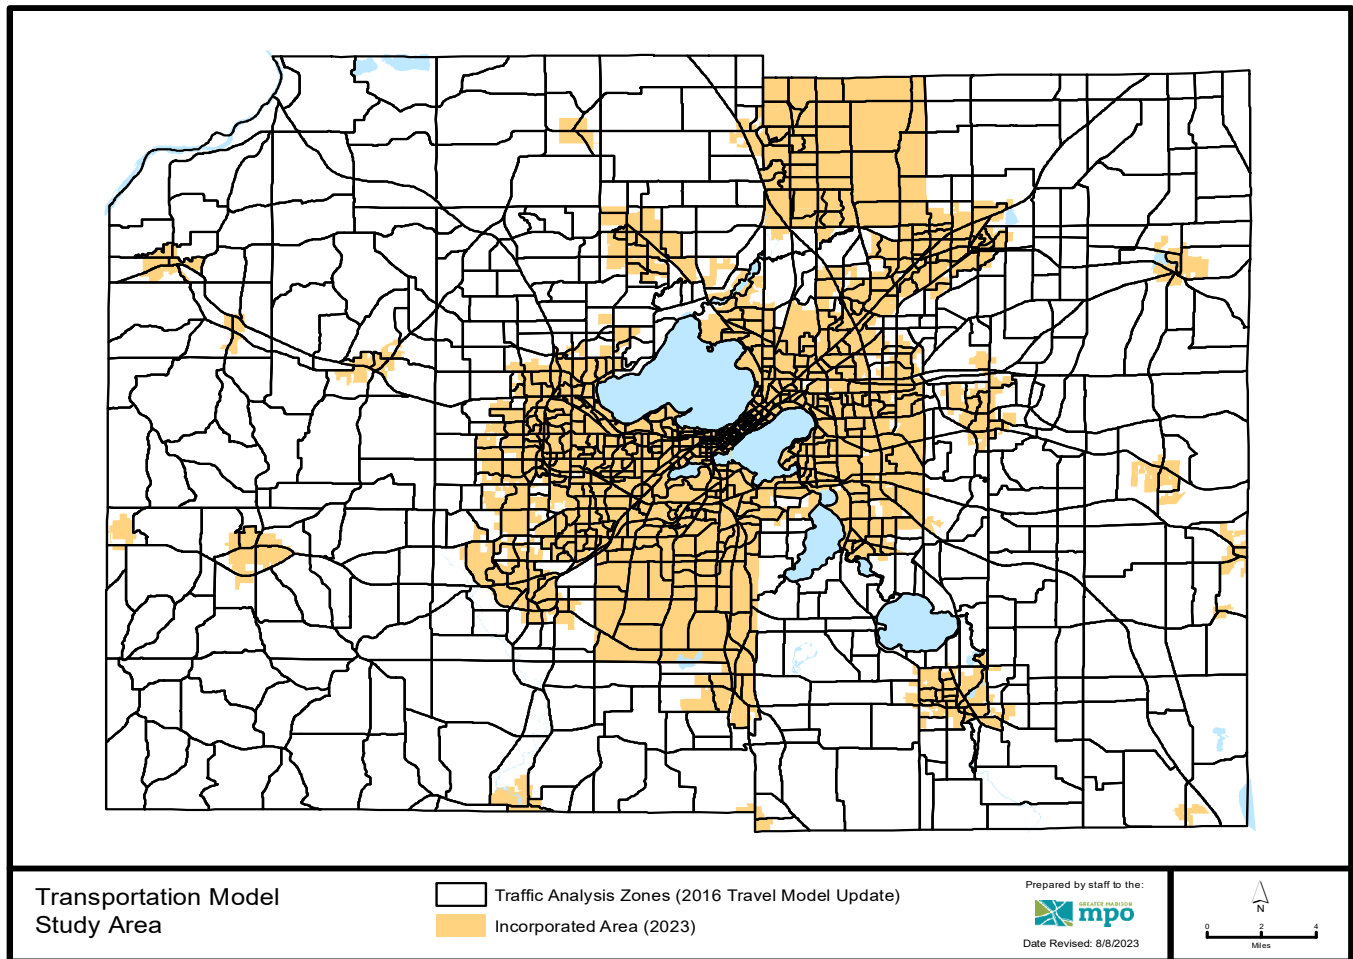 Transportation Model
Study Area
Traffic Analysis Zones (2016 Travel Model Update)
Incorporated Area (2023)
Prepared by staff to the:
GREATER MADISON
mpo
Date Revised: 8/8/2023
N
0 2 4
Miles